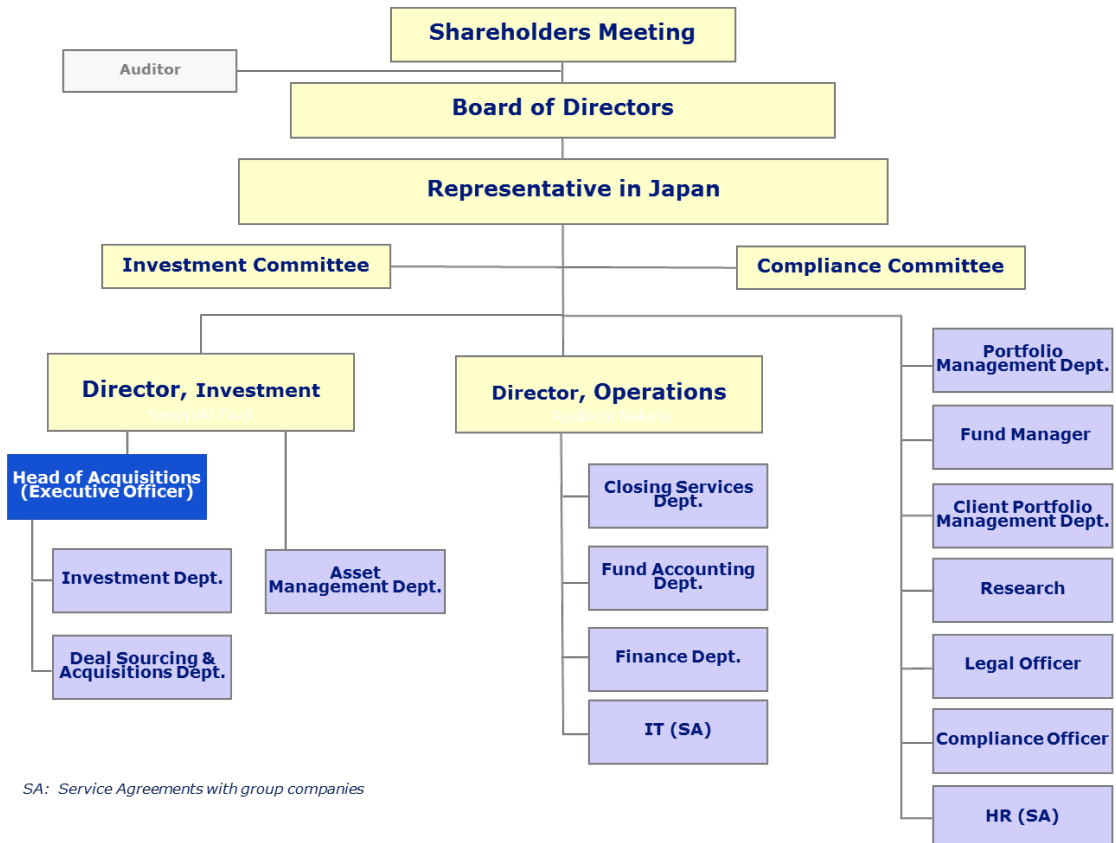 Shareholders Meeting
Auditor
Board of Directors
Representative in Japan
Investment Committee
Compliance Committee
Director, Investment
Director, Operations
Head of Acquisitions
(Executive Officer)
Investment Dept.
Deal Sourcing &
Acquisitions Dept.
Asset
Management Dept.
Closing Services
Dept.
Fund Accounting
Dept.
Finance Dept.
IT (SA)
Portfolio
Management Dept.
Fund Manager
Client Portfolio
Management Dept.
Research
Legal Officer
Compliance Officer
HR (SA)
SA: Service Agreements with group companies